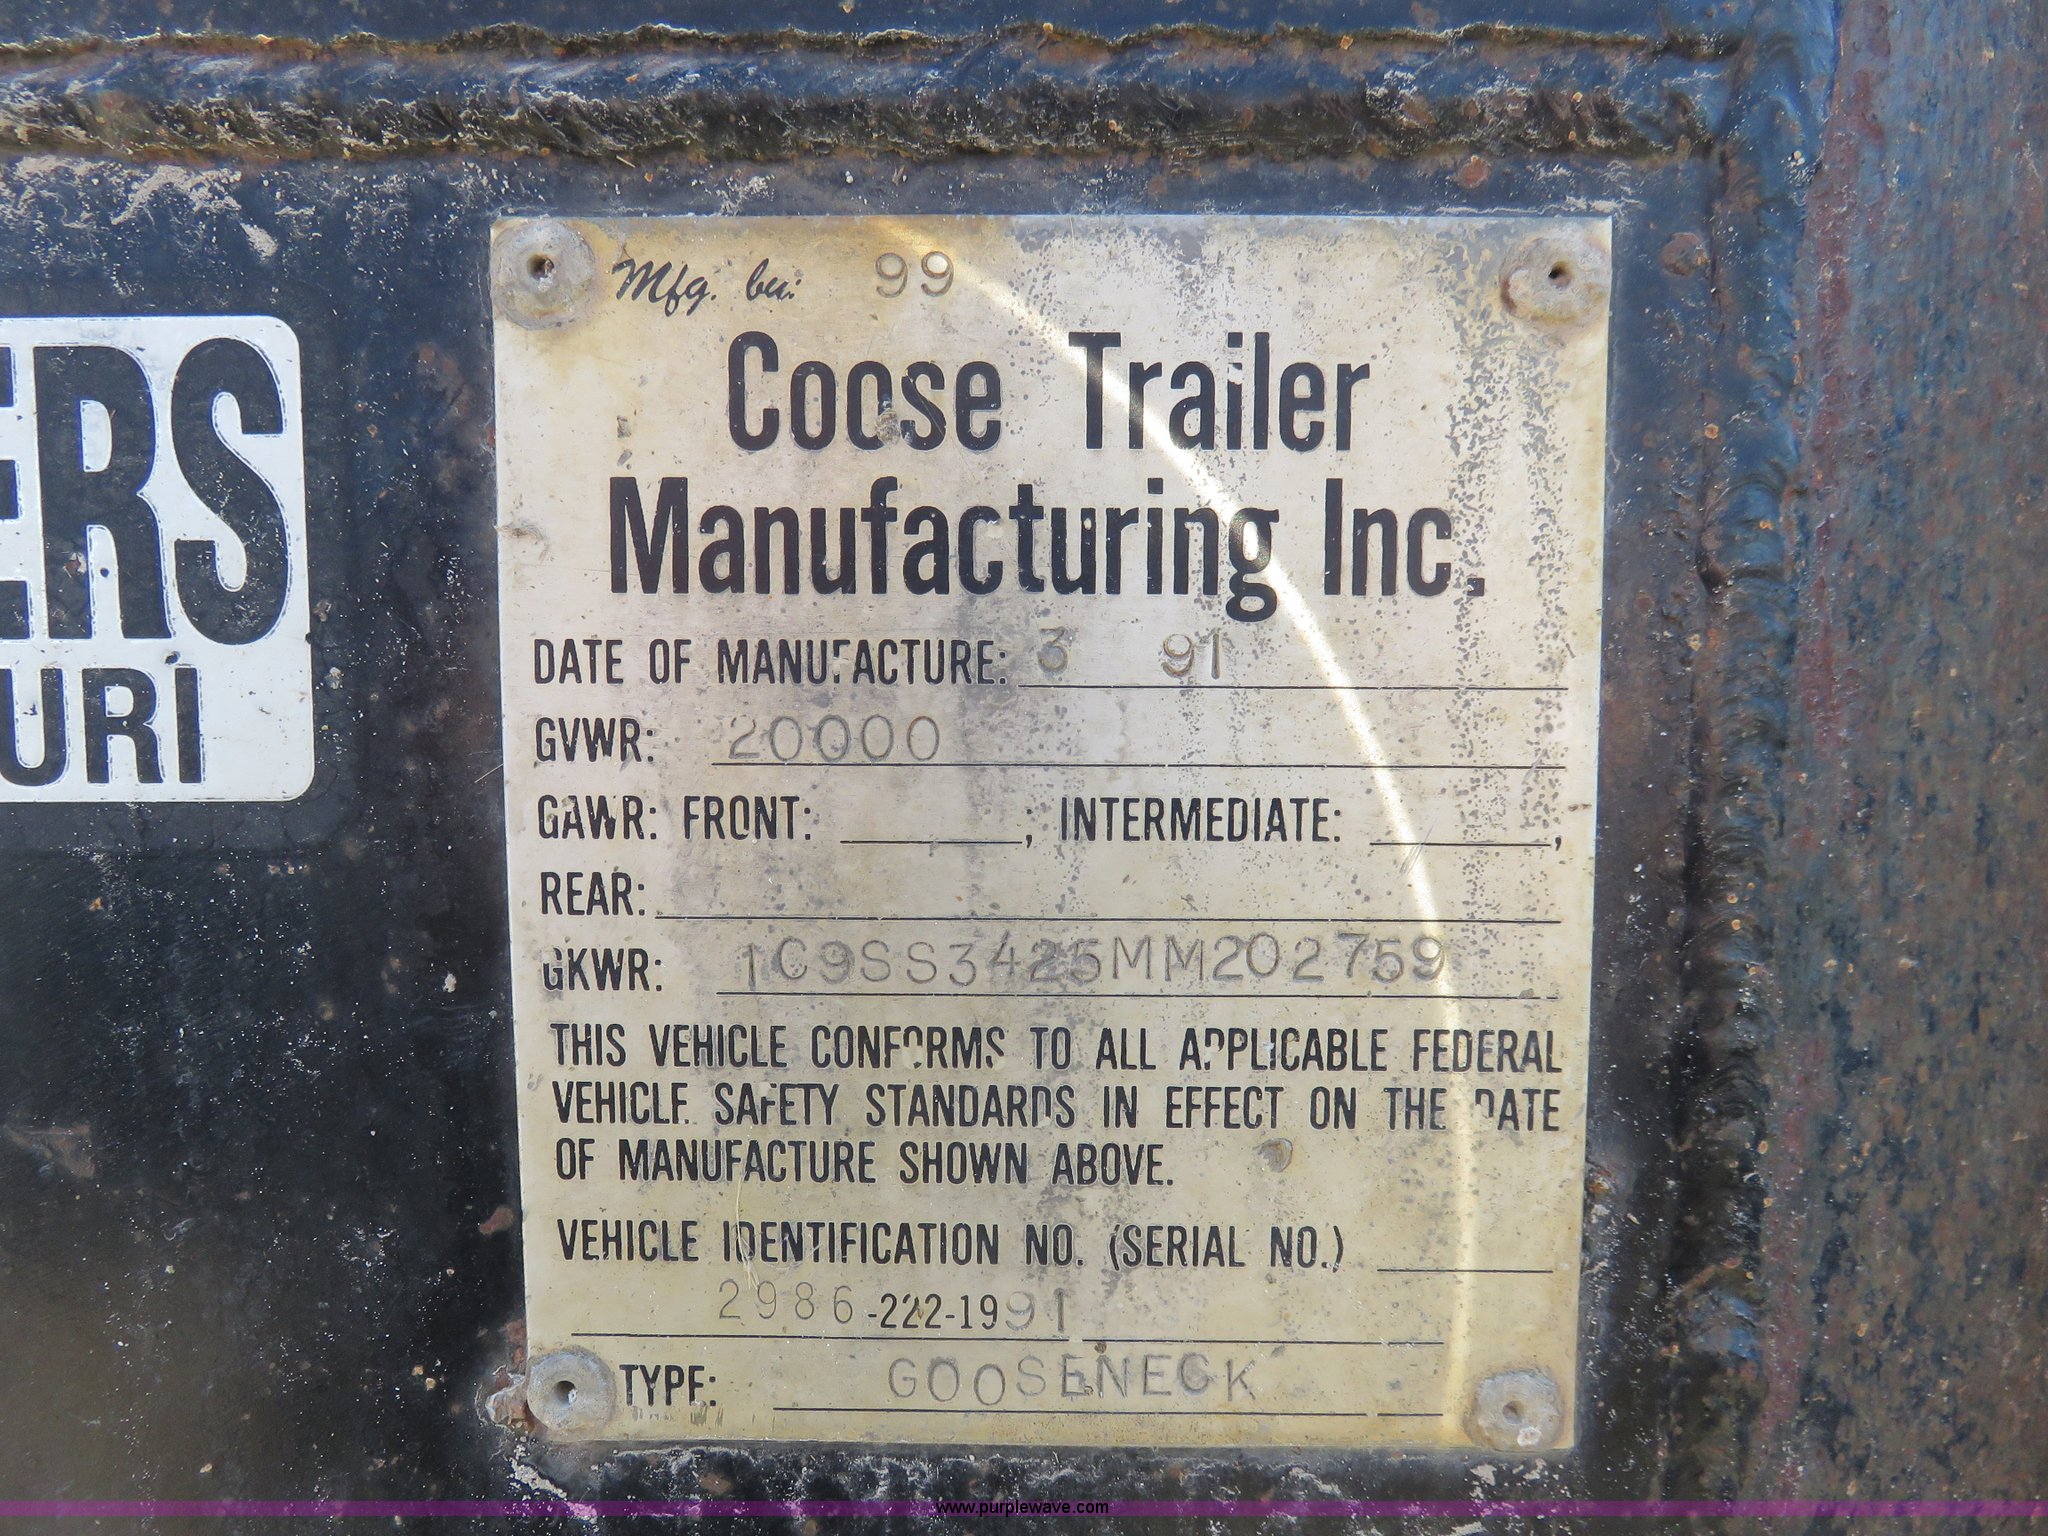 Mfg. by: 99
Coose Trailer
Manufacturing Inc.
DATE OF MANUFACTURE: 3 91
GVWR: 20000
GAWR: FRONT: ; INTERMEDIATE: ,
REAR:
GKWR: 1C9SS3425MM202759
THIS VEHICLE CONFORMS TO ALL APPLICABLE FEDERAL
VEHICLE SAFETY STANDARDS IN EFFECT ON THE DATE
OF MANUFACTURE SHOWN ABOVE.
VEHICLE IDENTIFICATION NO. (SERIAL NO.)
2986-222-1991
TYPE: GOOSENECK
ERS
URI
www.purplewave.com